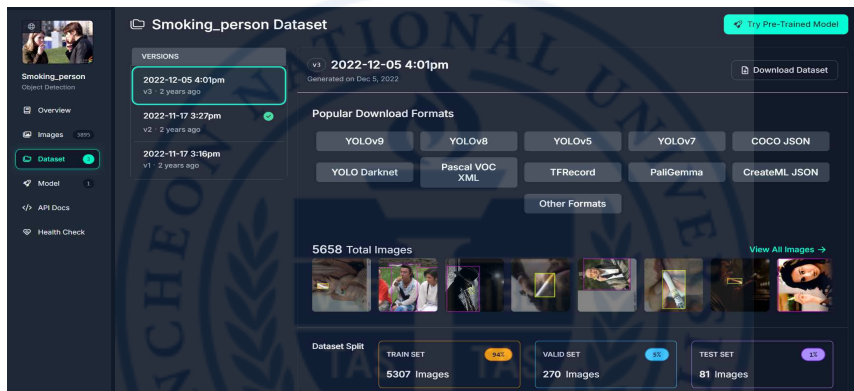 Smoking_person Dataset
Try Pre-Trained Model
Smoking_person
Object Detection
Overview
Images 3895
Dataset 3
Model 1
API Docs
Health Check
VERSIONS
2022-12-05 4:01pm
v3 · 2 years ago
2022-11-17 3:27pm
v2 · 2 years ago
2022-11-17 3:16pm
v1 · 2 years ago
v3 2022-12-05 4:01pm
Generated on Dec 5, 2022
Download Dataset
Popular Download Formats
YOLOv9 YOLOv8 YOLOv5 YOLOv7 COCO JSON
YOLO Darknet Pascal VOC XML TFRecord PaliGemma CreateML JSON
Other Formats
5658 Total Images
View All Images →
Dataset Split
TRAIN SET 94%
5307 Images
VALID SET 5%
270 Images
TEST SET 1%
81 Images